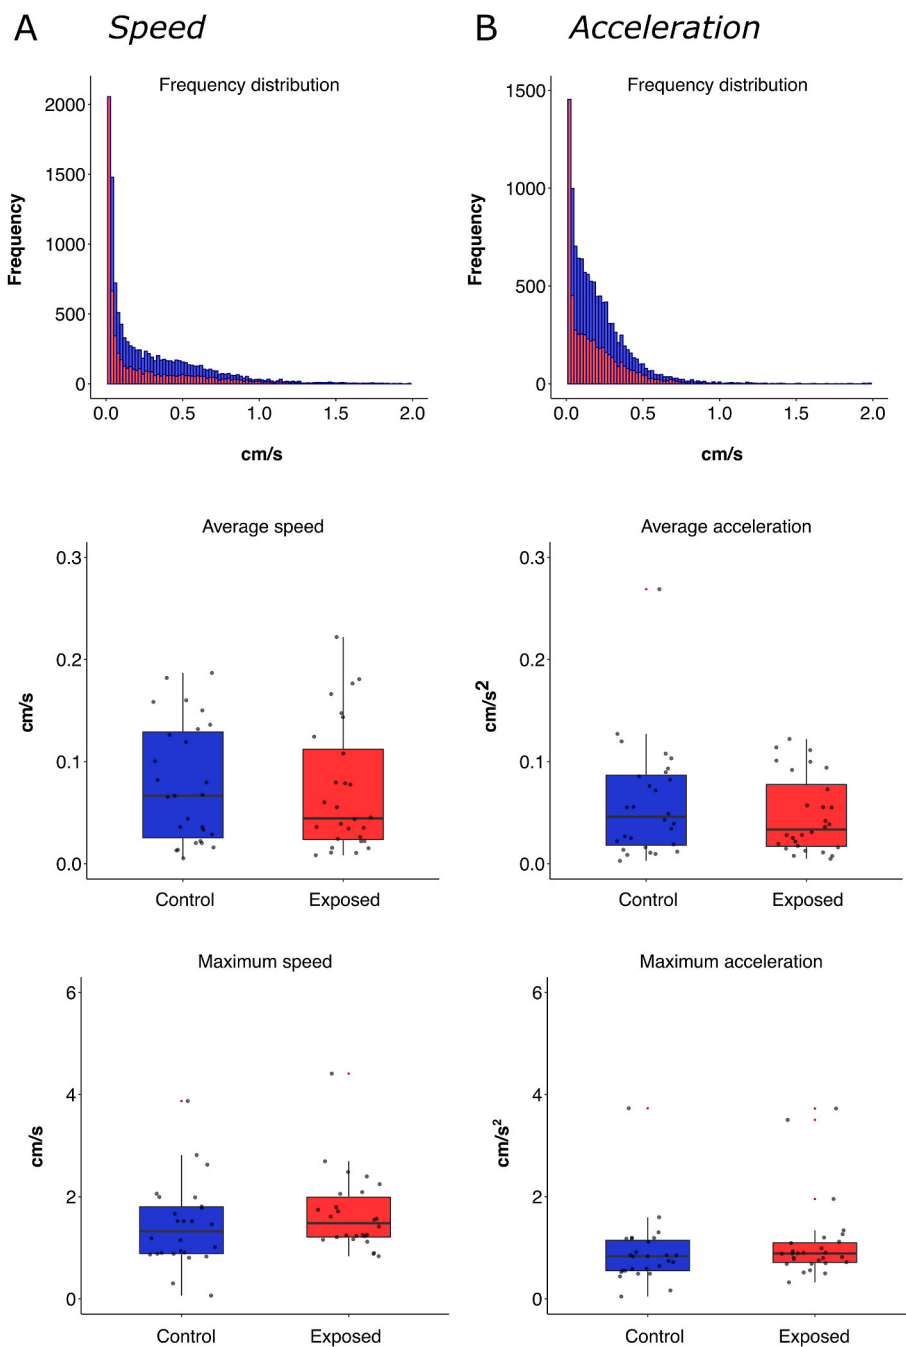 A Speed
B Acceleration
Frequency distribution
2000
1500
1000
500
0
Frequency
0.0 0.5 1.0 1.5 2.0
cm/s
Frequency distribution
1500
1000
500
0
Frequency
0.0 0.5 1.0 1.5 2.0
cm/s
Average speed
0.3
0.2
0.1
0.0
cm/s
Control Exposed
Average acceleration
0.3
0.2
0.1
0.0
cm/s²
Control Exposed
Maximum speed
6
4
2
0
cm/s
Control Exposed
Maximum acceleration
6
4
2
0
cm/s²
Control Exposed